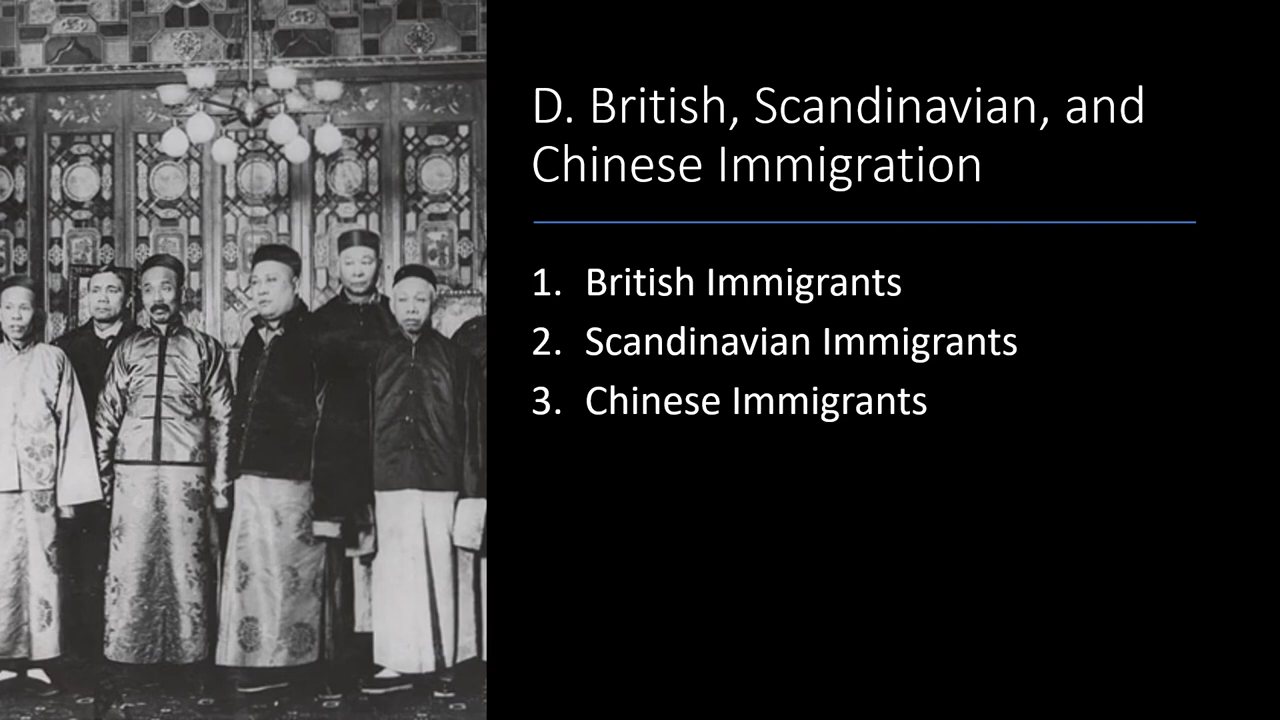 D. British, Scandinavian, and
Chinese Immigration
1. British Immigrants
2. Scandinavian Immigrants
3. Chinese Immigrants